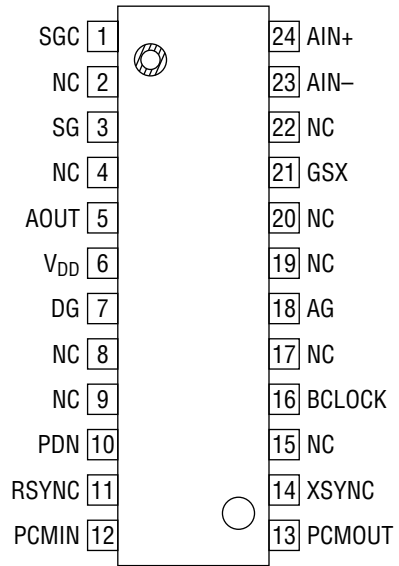 SGC 1 24 AIN+
NC 2 23 AIN–
SG 3 22 NC
NC 4 21 GSX
AOUT 5 20 NC
VDD 6 19 NC
DG 7 18 AG
NC 8 17 NC
NC 9 16 BCLOCK
PDN 10 15 NC
RSYNC 11 14 XSYNC
PCMIN 12 13 PCMOUT